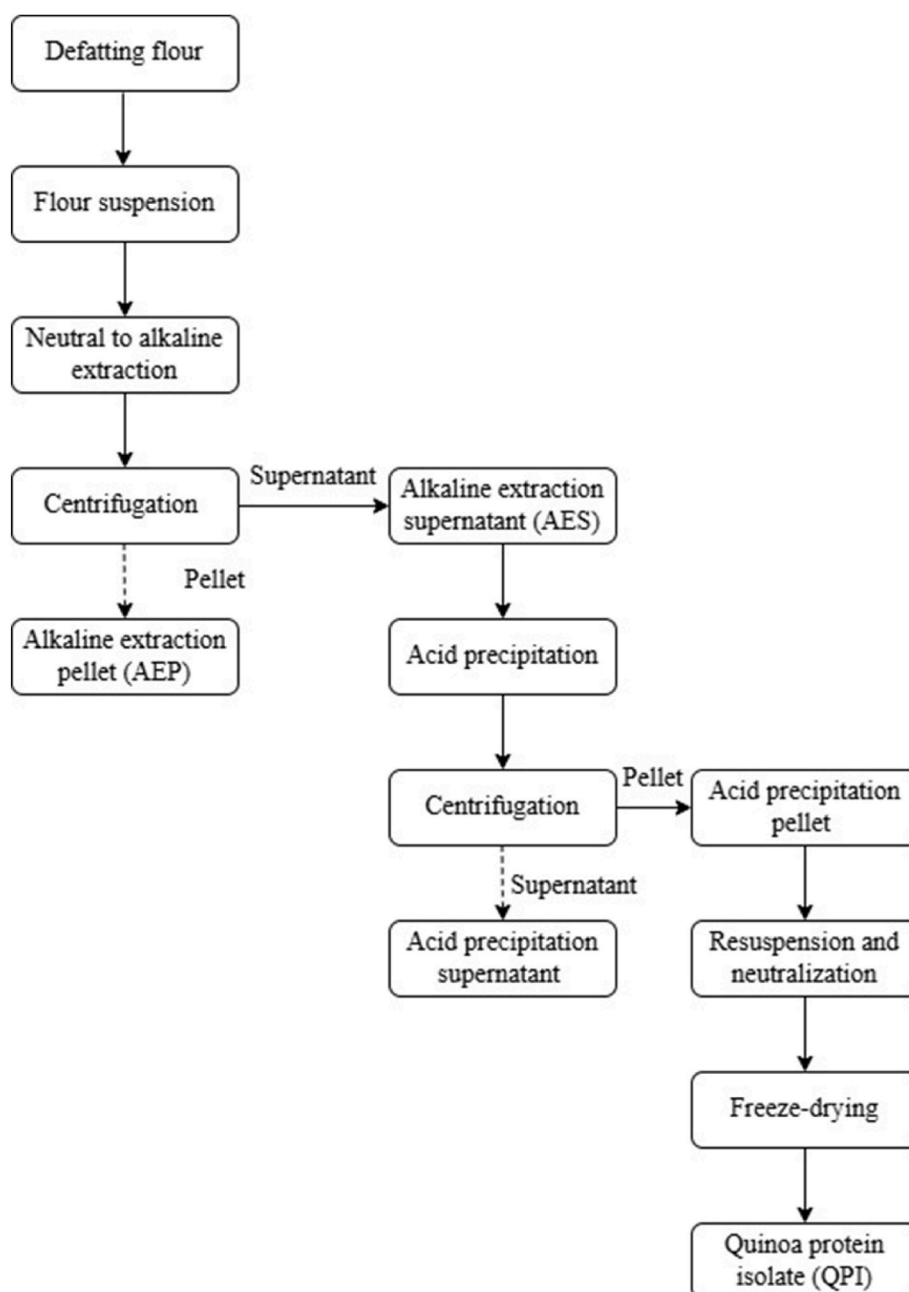 Defatting flour
Flour suspension
Neutral to alkaline
extraction
Centrifugation
Supernatant
Alkaline extraction
supernatant (AES)
Pellet
Alkaline extraction
pellet (AEP)
Acid precipitation
Centrifugation
Pellet
Acid precipitation
pellet
Supernatant
Acid precipitation
supernatant
Resuspension and
neutralization
Freeze-drying
Quinoa protein
isolate (QPI)